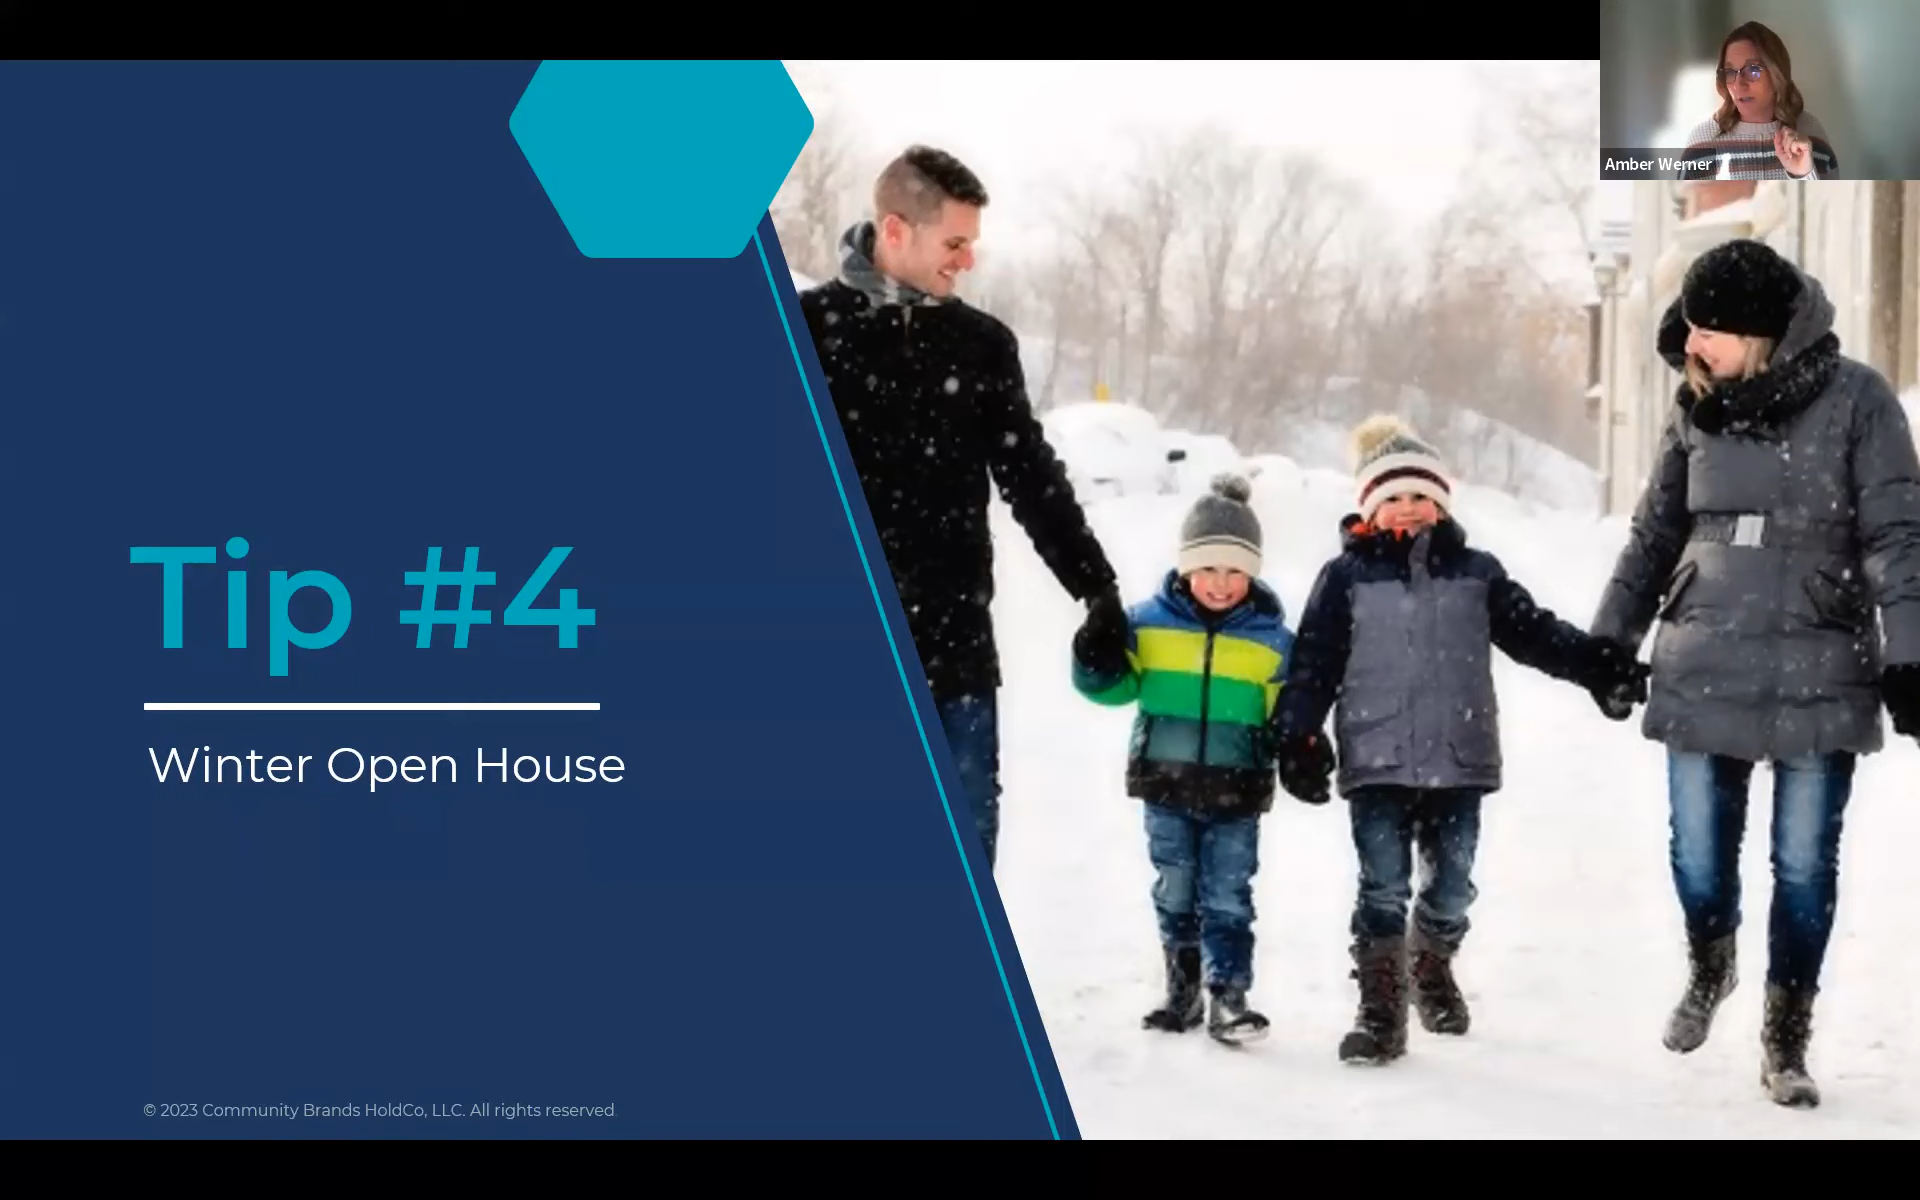 Amber Werner
Tip #4
Winter Open House
© 2023 Community Brands HoldCo, LLC. All rights reserved.